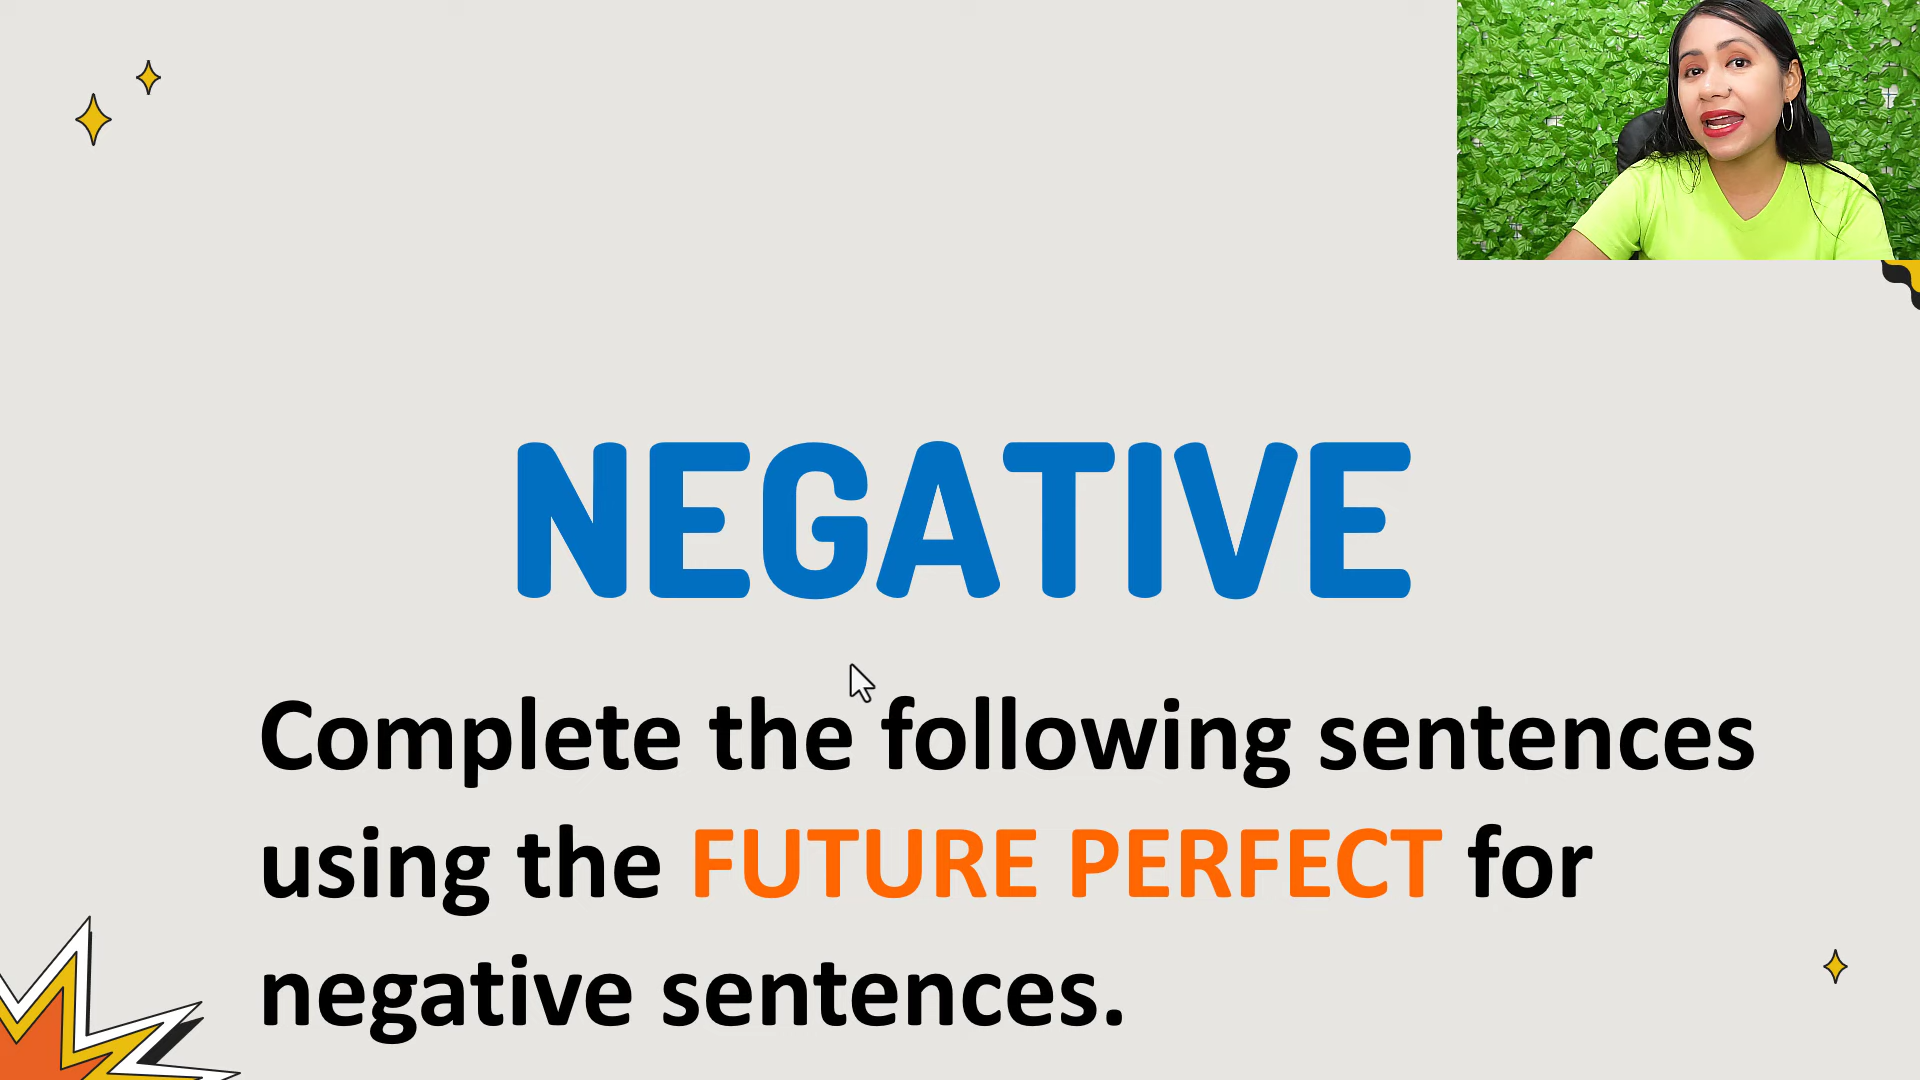 NEGATIVE
Complete the following sentences
using the FUTURE PERFECT for
negative sentences.